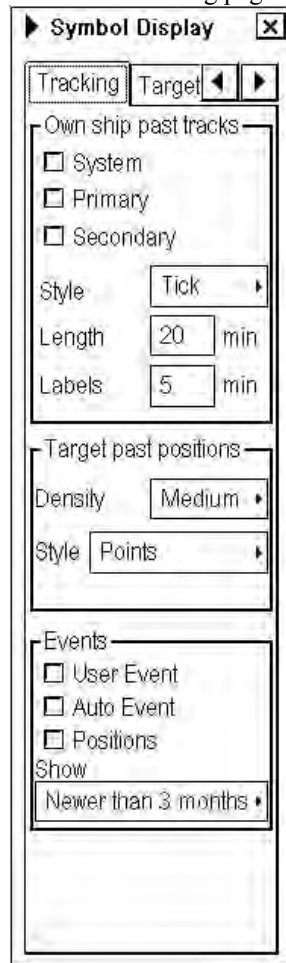 Symbol Display
Tracking Target
Own ship past tracks
System
Primary
Secondary
Style Tick
Length 20 min
Labels 5 min
Target past positions
Density Medium
Style Points
Events
User Event
Auto Event
Positions
Show
Newer than 3 months